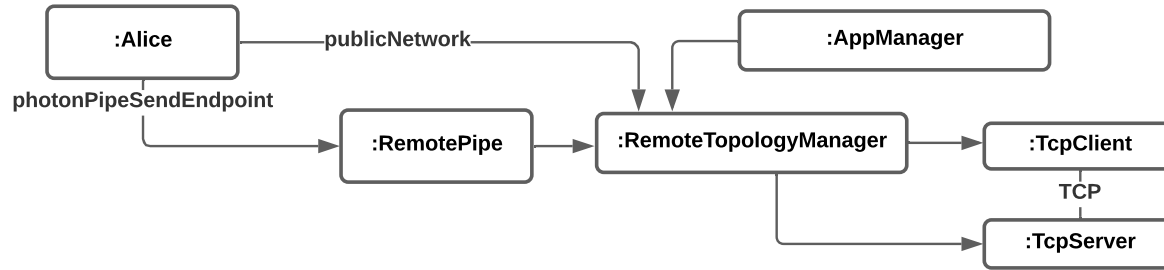 :Alice
publicNetwork
:AppManager
photonPipeSendEndpoint
:RemotePipe
:RemoteTopologyManager
:TcpClient
TCP
:TcpServer